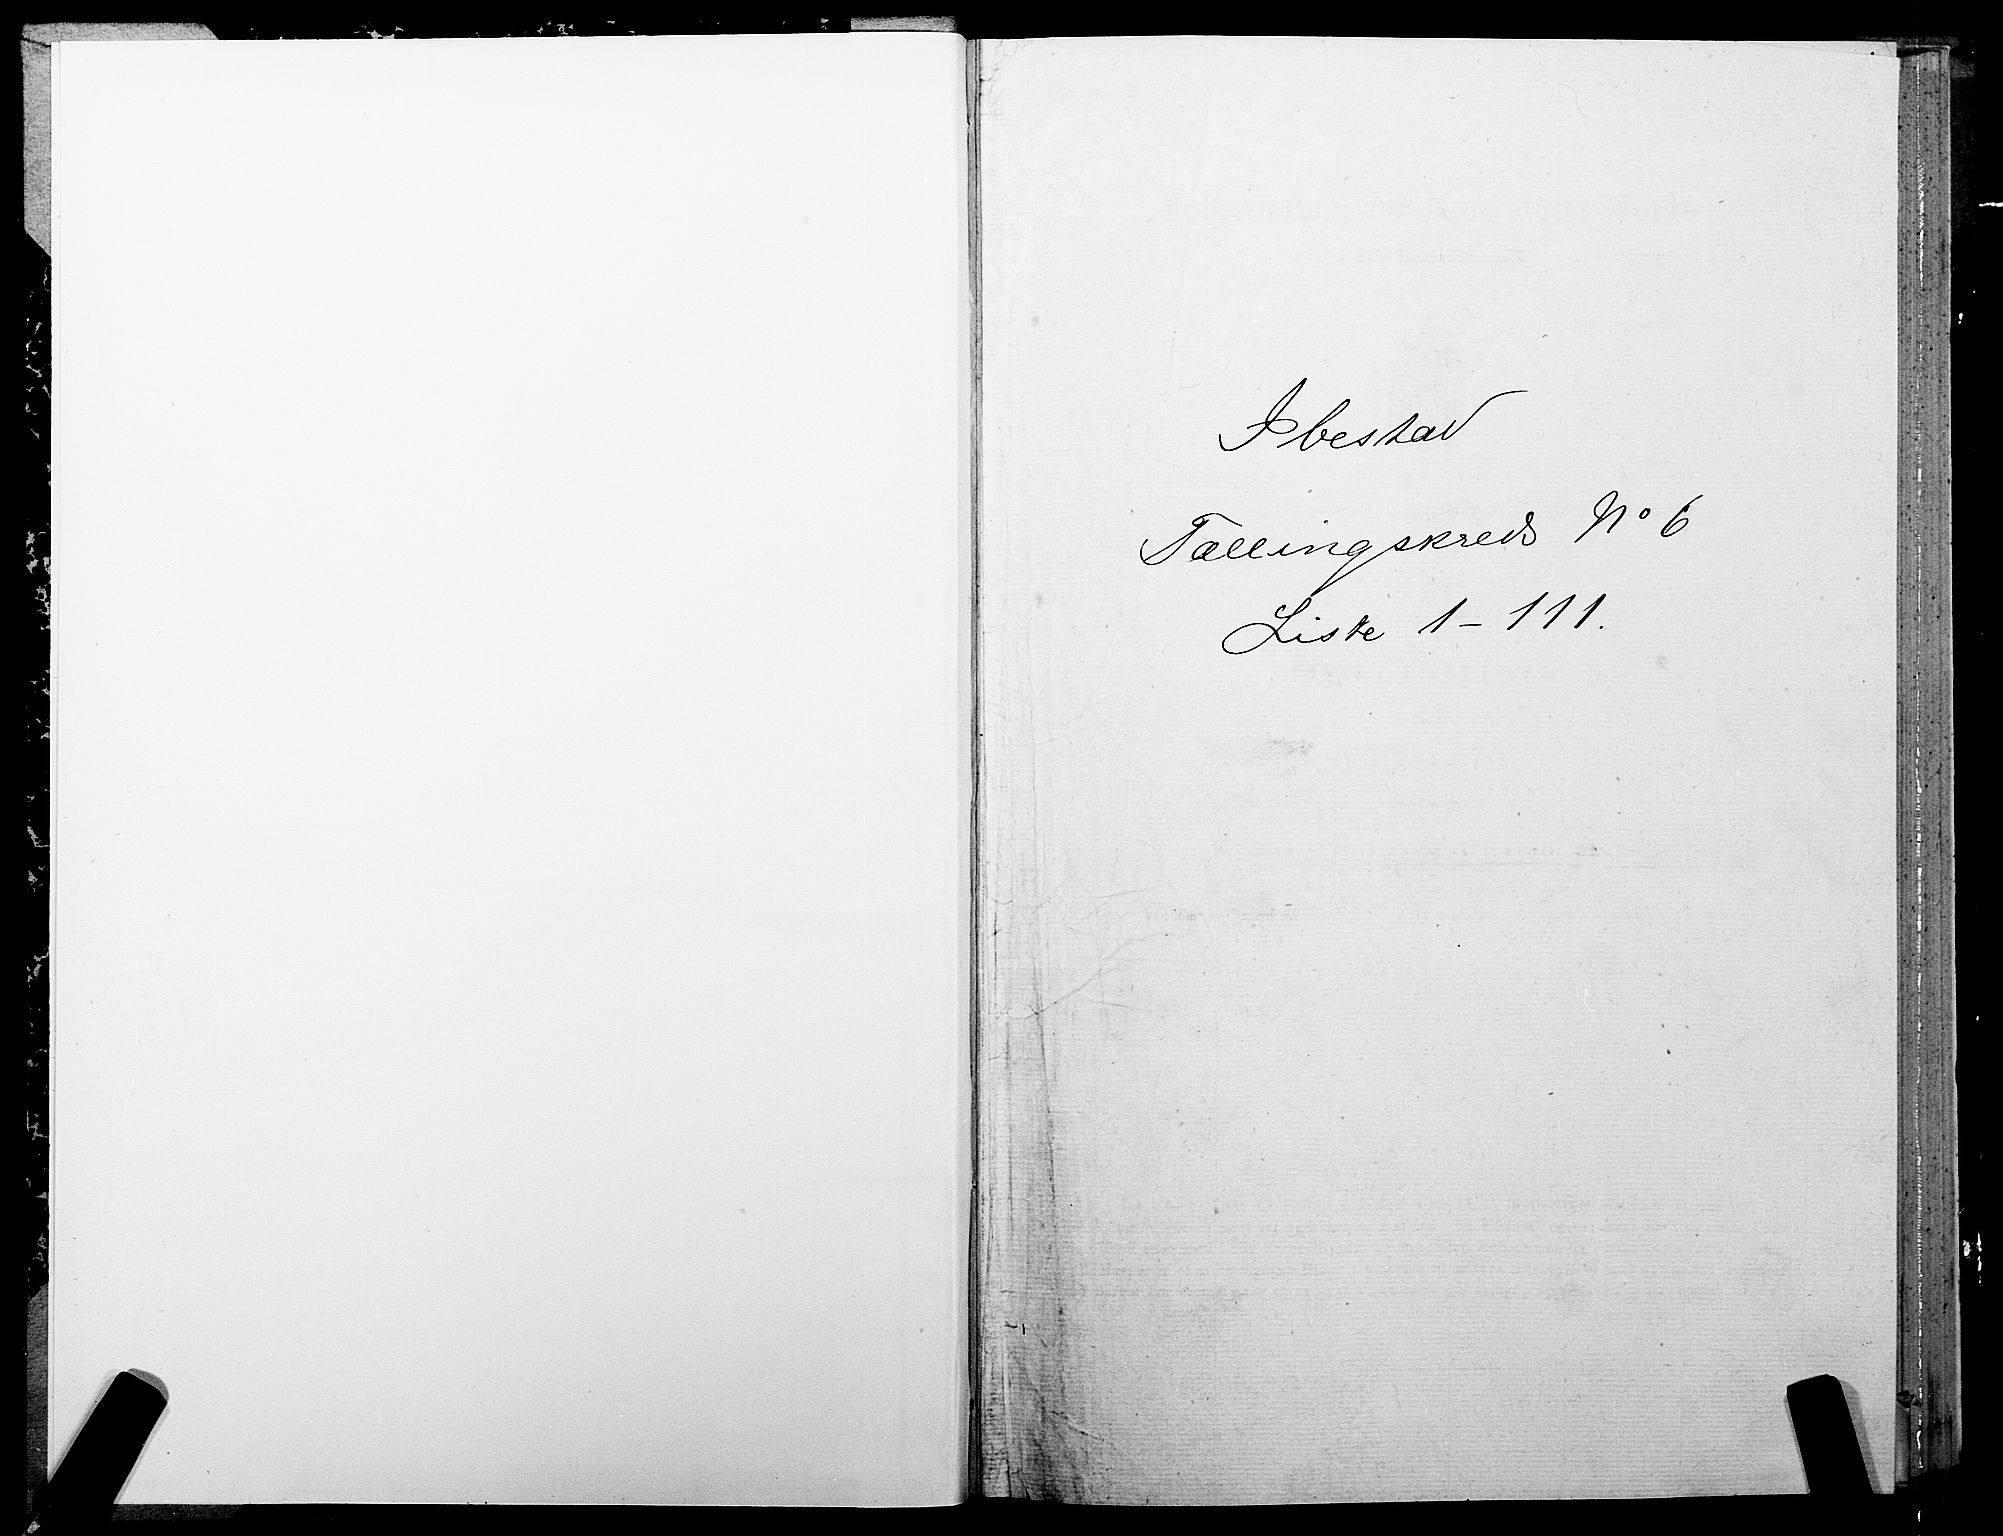 Ibestad
Tællingskreds No 6
Liste 1 - 111.